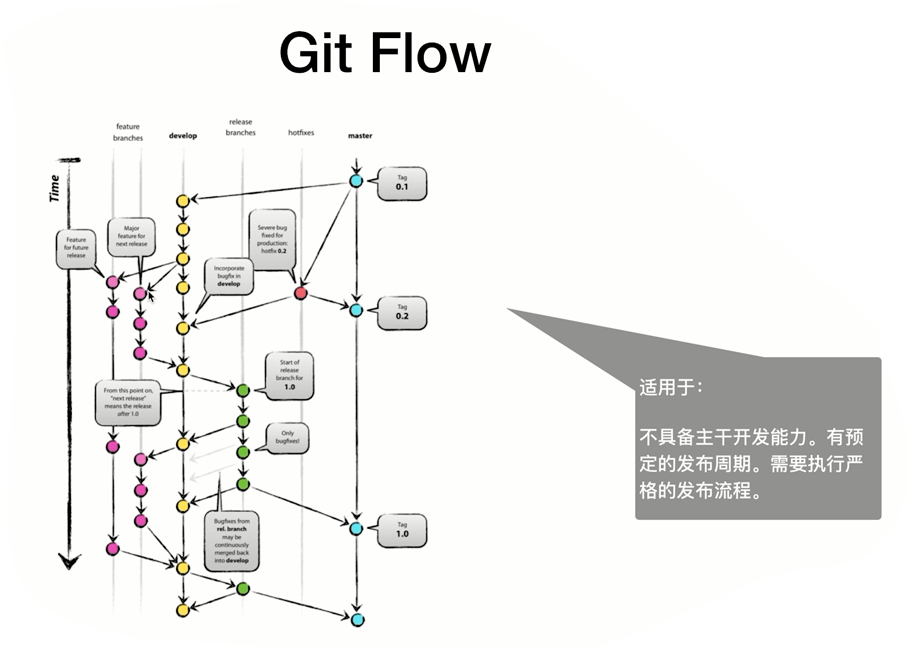 Git Flow
feature
branches
develop
release
branches
hotfixes
master
Time
Tag
0.1
Feature
for future
release
Major
feature for
next release
Severe bug
fixed for
production:
hotfix 0.2
Incorporate
bugfix in
develop
Tag
0.2
Start of
release
branch for
1.0
From this point on,
"next release"
means the release
after 1.0
Only
bugfixes!
Bugfixes from
rel. branch
may be
continuously
merged back
into develop
Tag
1.0
适用于：
不具备主干开发能力。有预
定的发布周期。需要执行严
格的发布流程。